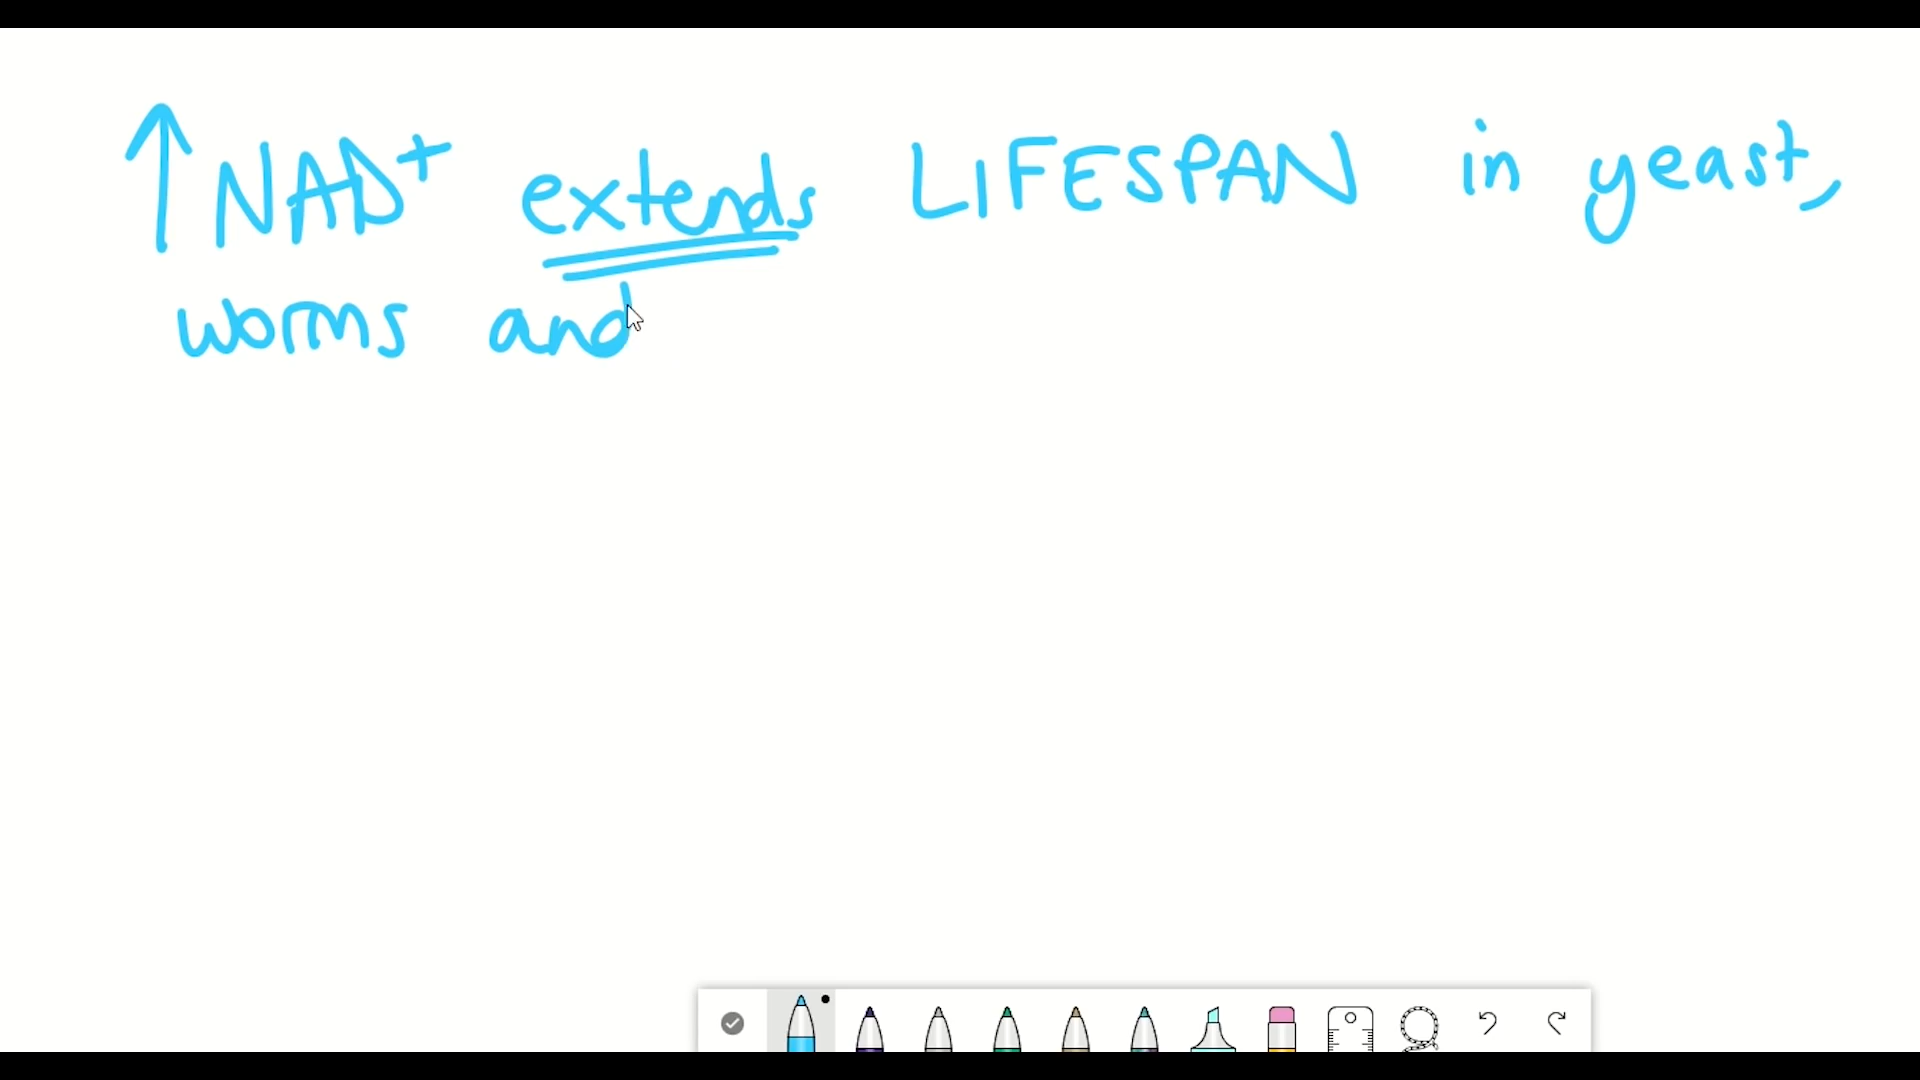 ↑ NAD+ extends LIFESPAN in yeast,
worms and